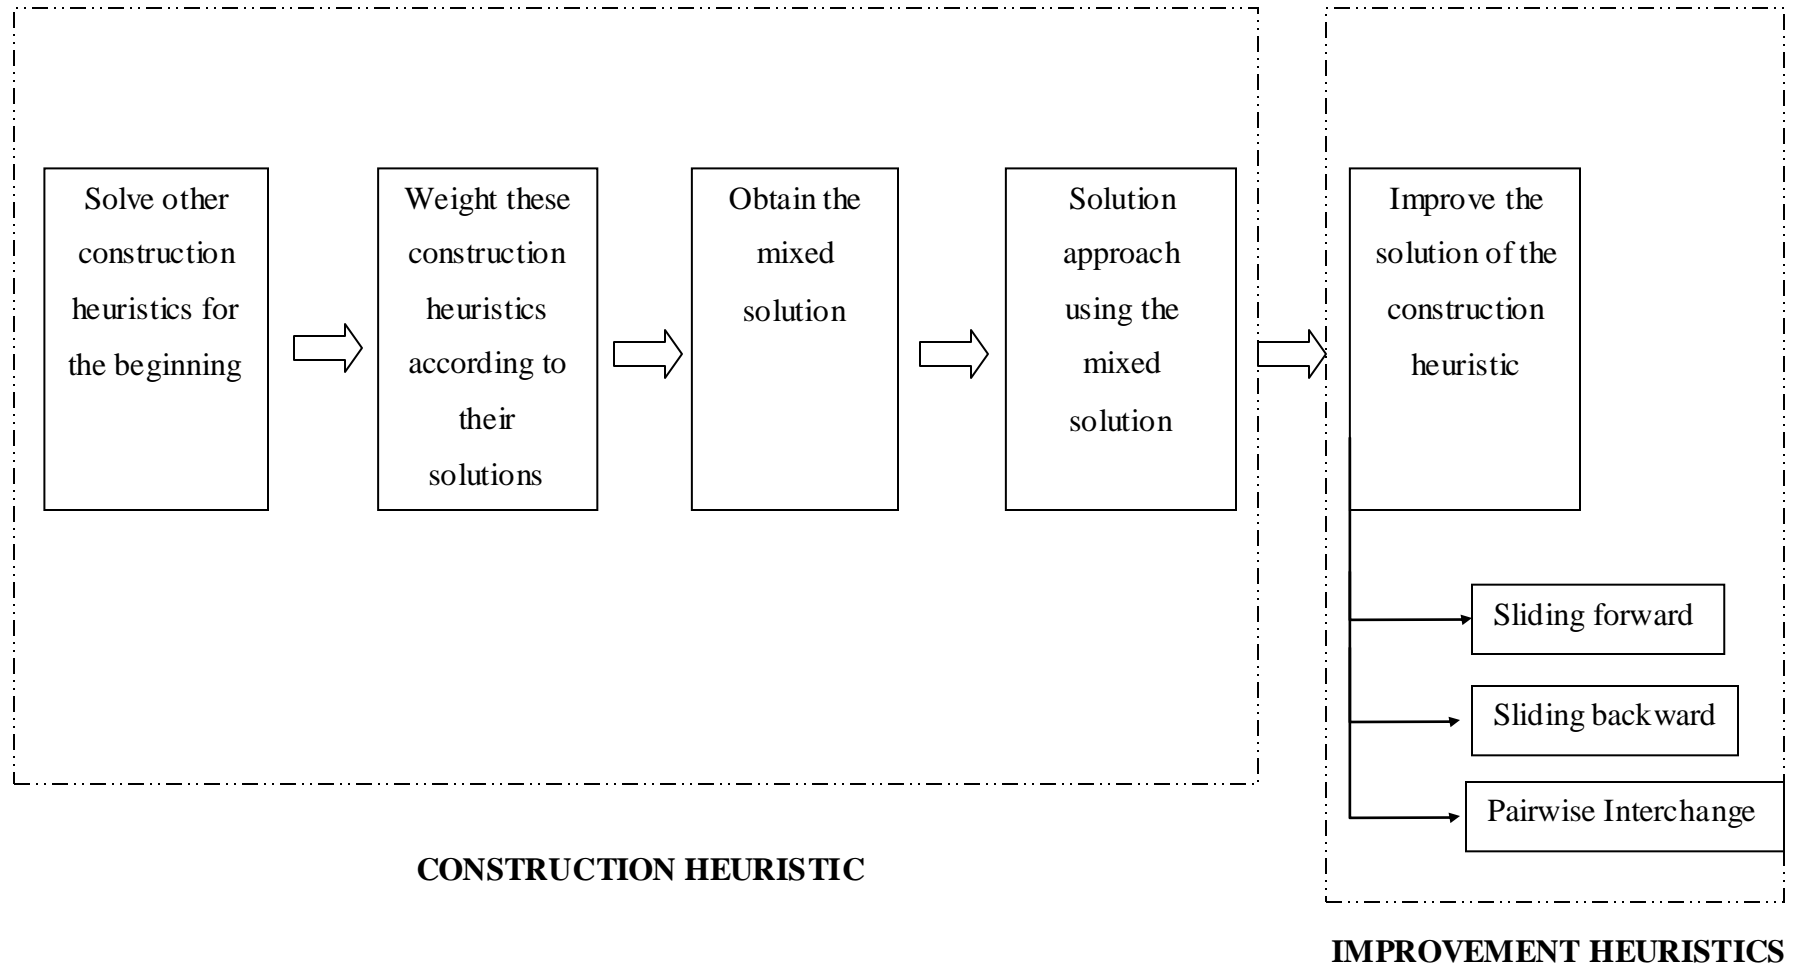 Solve other
construction
heuristics for
the beginning
Weight these
construction
heuristics
according to
their
solutions
Obtain the
mixed
solution
Solution
approach
using the
mixed
solution
Improve the
solution of the
construction
heuristic
Sliding forward
Sliding backward
Pairwise Interchange
CONSTRUCTION HEURISTIC
IMPROVEMENT HEURISTICS